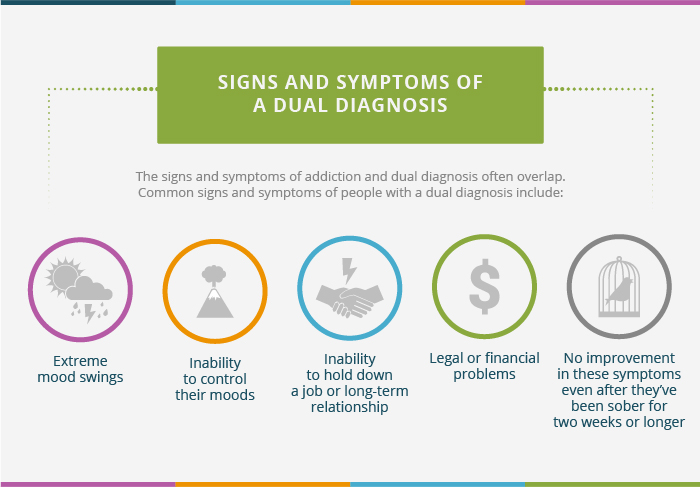 SIGNS AND SYMPTOMS OF
A DUAL DIAGNOSIS
The signs and symptoms of addiction and dual diagnosis often overlap.
Common signs and symptoms of people with a dual diagnosis include:
Extreme
mood swings
Inability
to control
their moods
Inability
to hold down
a job or long-term
relationship
Legal or financial
problems
No improvement
in these symptoms
even after they've
been sober for
two weeks or longer